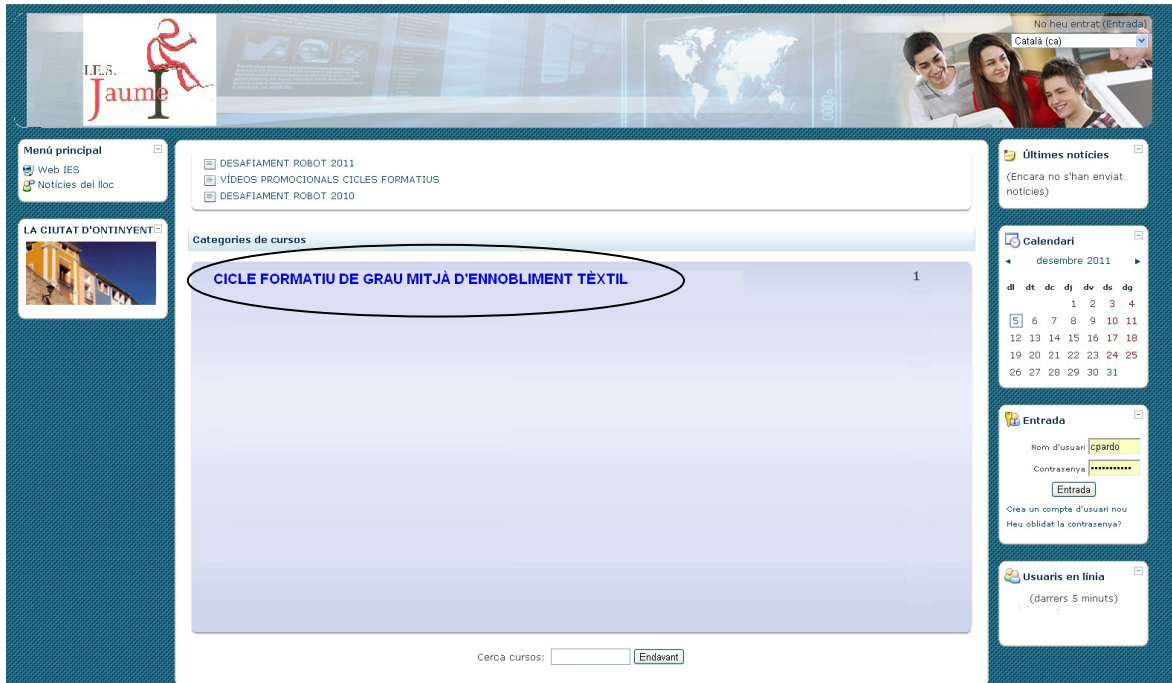 I.E.S.
Jaume I
No heu entrat (Entrada)
Català (ca)
Menú principal
Web IES
Notícies del lloc
LA CIUTAT D'ONTINYENT
DESAFIAMENT ROBOT 2011
VÍDEOS PROMOCIONALS CICLES FORMATIUS
DESAFIAMENT ROBOT 2010
Categories de cursos
CICLE FORMATIU DE GRAU MITJÀ D'ENNOBLIMENT TÈXTIL 1
Cerca cursos: Endavant
Últimes notícies
(Encara no s'han enviat
notícies)
Calendari
◄ desembre 2011 ►
dl dt dc dj dv ds dg
1 2 3 4
5 6 7 8 9 10 11
12 13 14 15 16 17 18
19 20 21 22 23 24 25
26 27 28 29 30 31
Entrada
Nom d'usuari cpardo
Contrasenya •••••••••••
Entrada
Crea un compte d'usuari nou
Heu oblidat la contrasenya?
Usuaris en línia
(darrers 5 minuts)